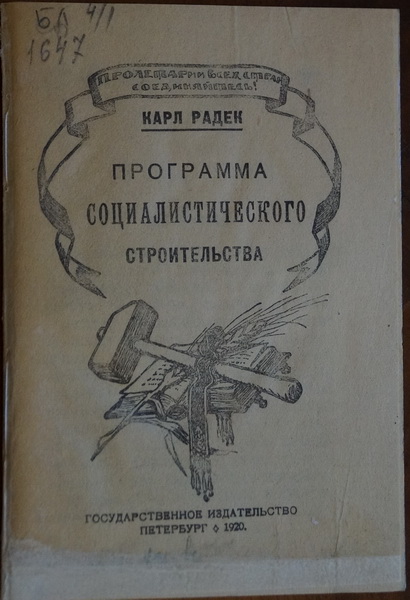 БА 4/1
1647
ПРОЛЕТАРИИ ВСЕХ СТРАН
СОЕДИНЯЙТЕСЬ!
КАРЛ РАДЕК
ПРОГРАММА
СОЦИАЛИСТИЧЕСКОГО
СТРОИТЕЛЬСТВА
ГОСУДАРСТВЕННОЕ ИЗДАТЕЛЬСТВО
ПЕТЕРБУРГ ◊ 1920.